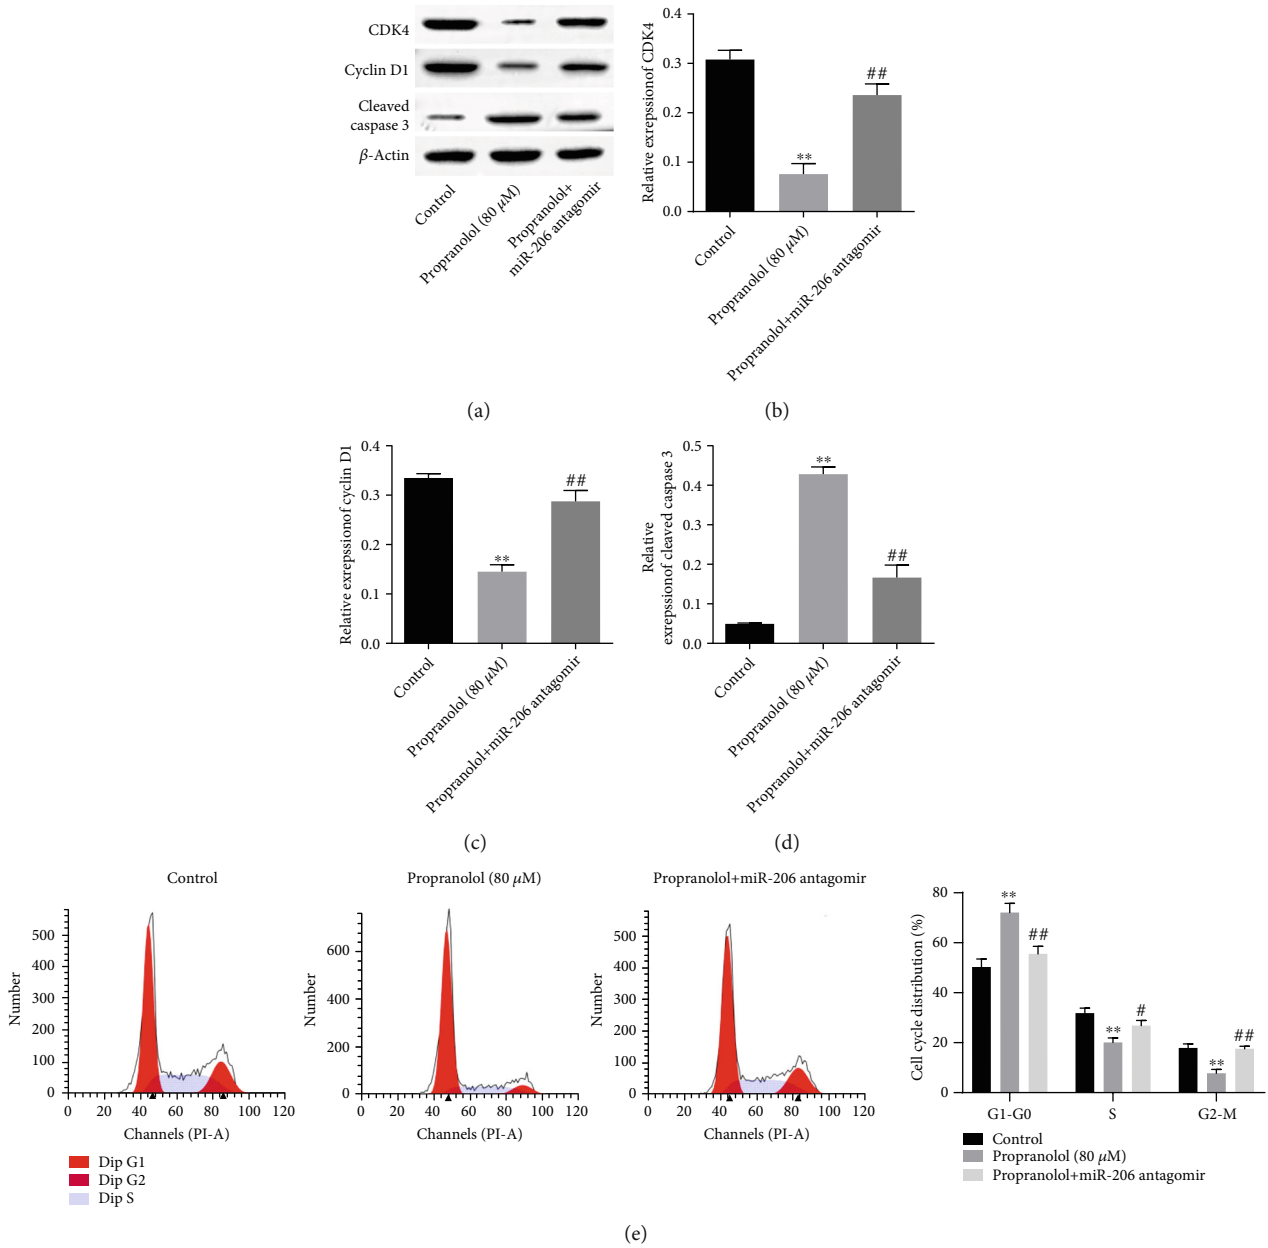 CDK4
Cyclin D1
Cleaved
caspase 3
β-Actin
Control
Propranolol (80 μM)
Propranolol+
miR-206 antagomir
(a)
Relative exrepssionof CDK4
0.4
0.3
0.2
0.1
0.0
**
##
Control
Propranolol (80 μM)
Propranolol+miR-206 antagomir
(b)
Relative exrepssionof cyclin D1
0.4
0.3
0.2
0.1
0.0
**
##
Control
Propranolol (80 μM)
Propranolol+miR-206 antagomir
(c)
Relative
exrepssionof cleaved caspase 3
0.5
0.4
0.3
0.2
0.1
0.0
**
##
Control
Propranolol (80 μM)
Propranolol+miR-206 antagomir
(d)
Control
Number
500
400
300
200
100
0
0 20 40 60 80 100 120
Channels (PI-A)
Propranolol (80 μM)
Number
600
400
200
0
0 20 40 60 80 100 120
Channels (PI-A)
Propranolol+miR-206 antagomir
Number
500
400
300
200
100
0
0 20 40 60 80 100 120
Channels (PI-A)
Dip G1
Dip G2
Dip S
Cell cycle distribution (%)
80
60
40
20
0
**
##
**
#
**
##
G1-G0 S G2-M
Control
Propranolol (80 μM)
Propranolol+miR-206 antagomir
(e)